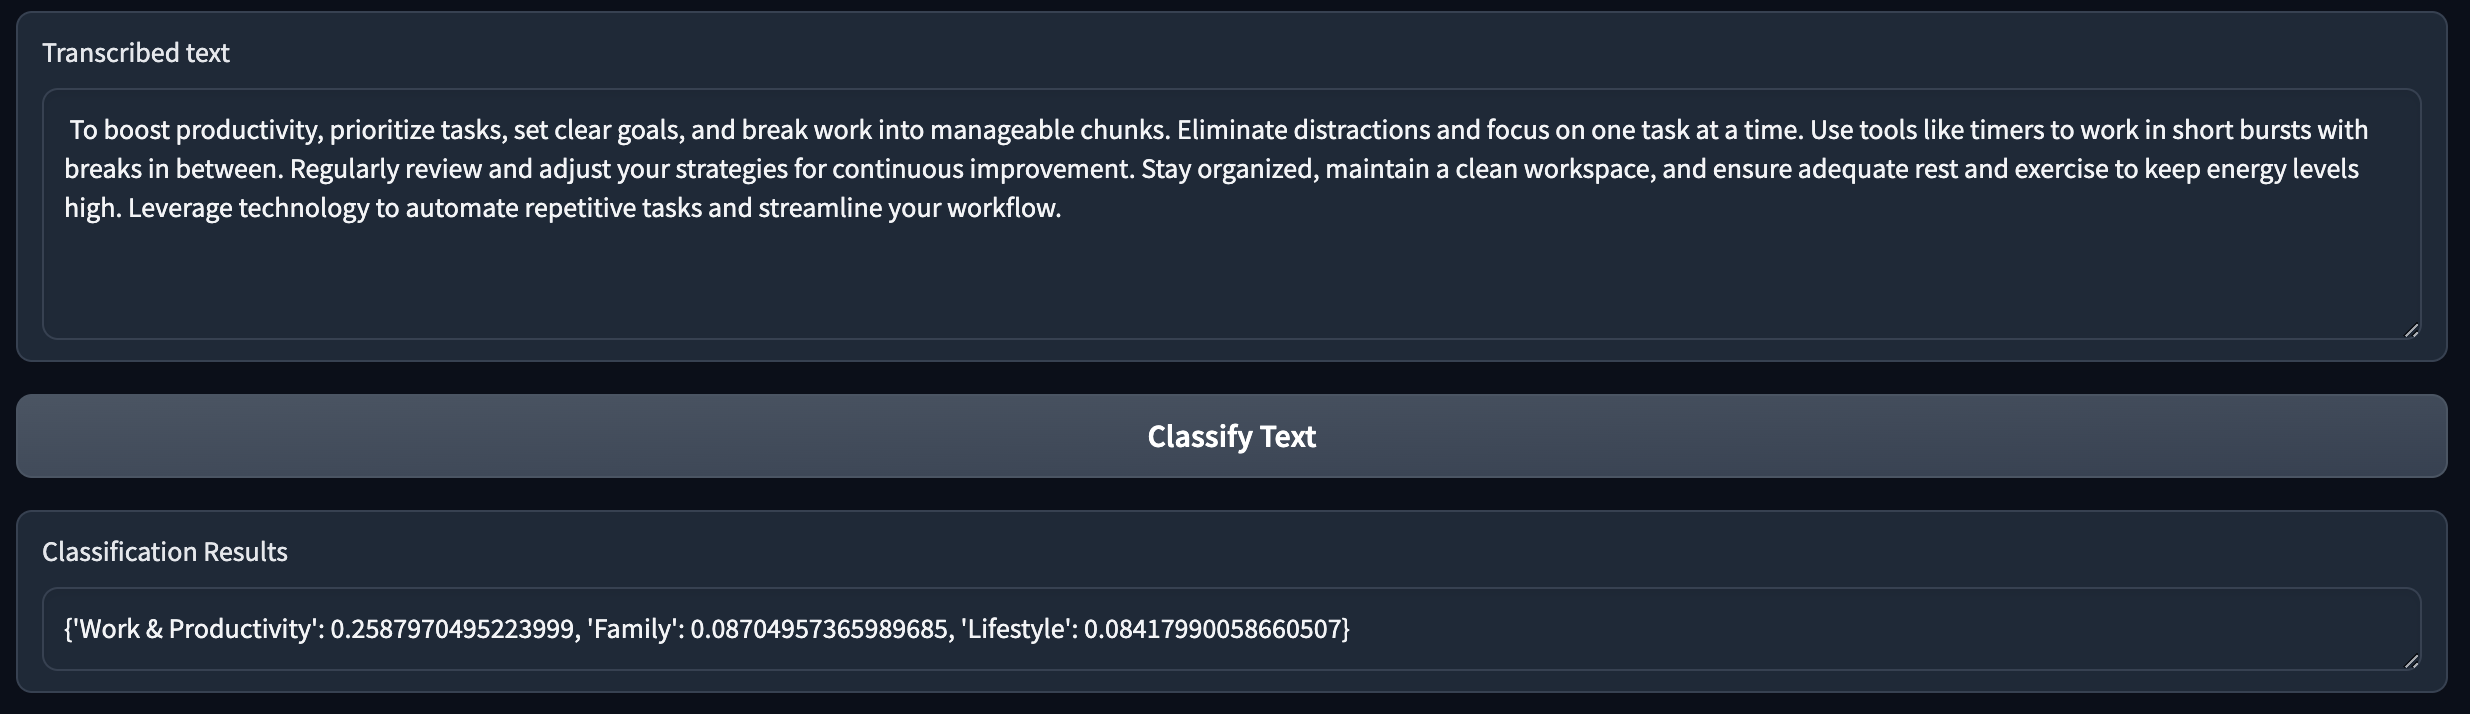 Transcribed text
To boost productivity, prioritize tasks, set clear goals, and break work into manageable chunks. Eliminate distractions and focus on one task at a time. Use tools like timers to work in short bursts with
breaks in between. Regularly review and adjust your strategies for continuous improvement. Stay organized, maintain a clean workspace, and ensure adequate rest and exercise to keep energy levels
high. Leverage technology to automate repetitive tasks and streamline your workflow.
Classify Text
Classification Results
{'Work & Productivity': 0.2587970495223999, 'Family': 0.08704957365989685, 'Lifestyle': 0.08417990058660507}